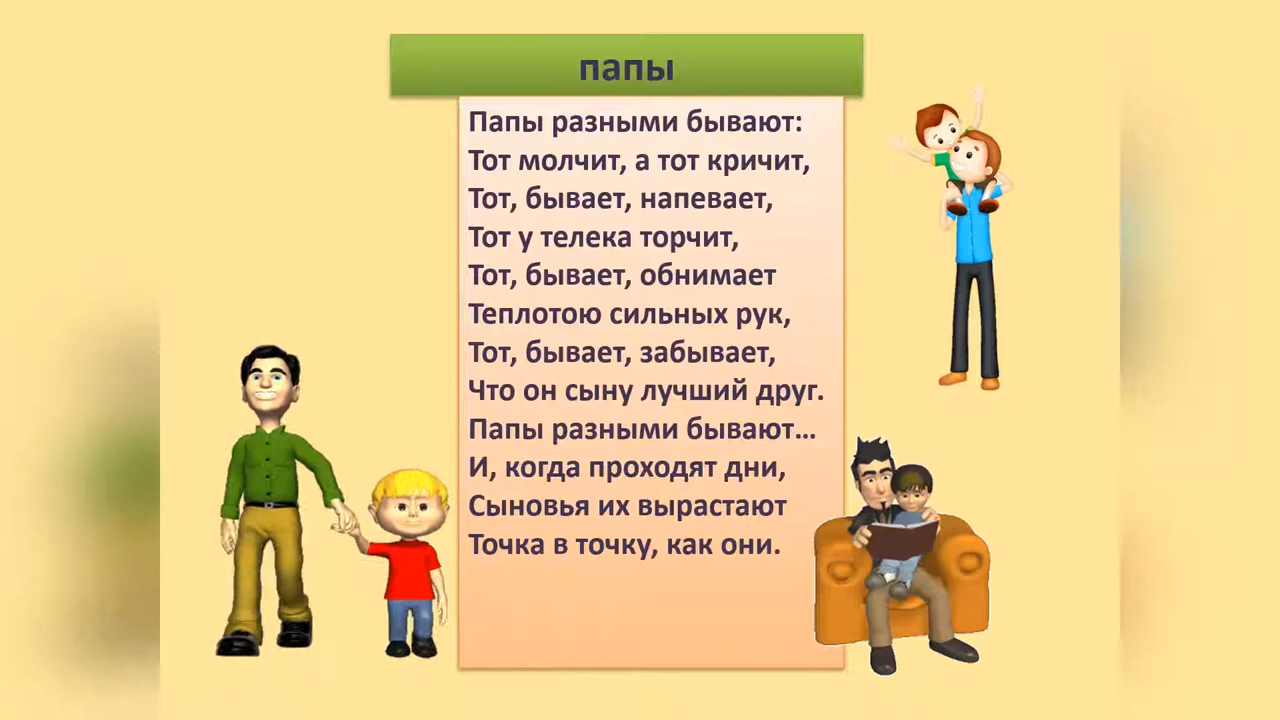 папы
Папы разными бывают:
Тот молчит, а тот кричит,
Тот, бывает, напевает,
Тот у телека торчит,
Тот, бывает, обнимает
Теплотою сильных рук,
Тот, бывает, забывает,
Что он сыну лучший друг.
Папы разными бывают…
И, когда проходят дни,
Сыновья их вырастают
Точка в точку, как они.